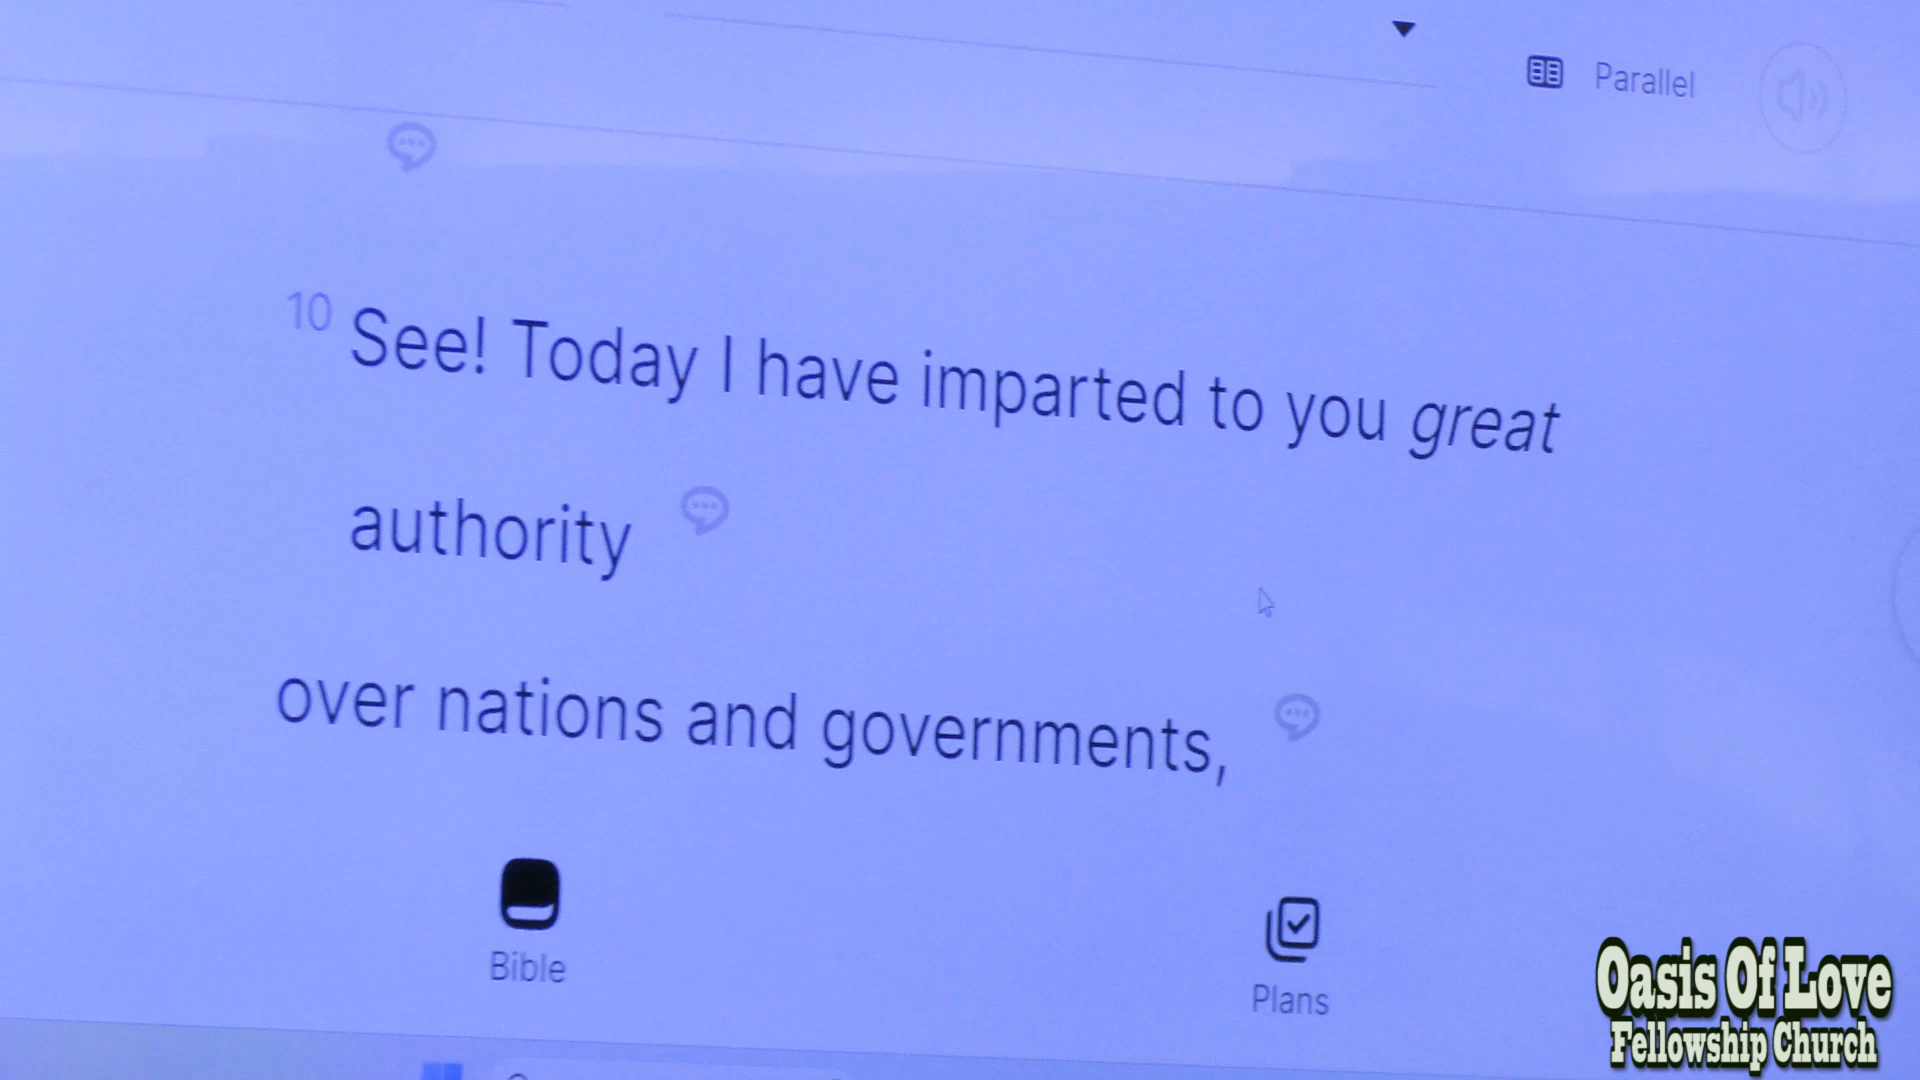 Parallel
10 See! Today I have imparted to you great
authority
over nations and governments,
Bible
Plans
Oasis Of Love
Fellowship Church